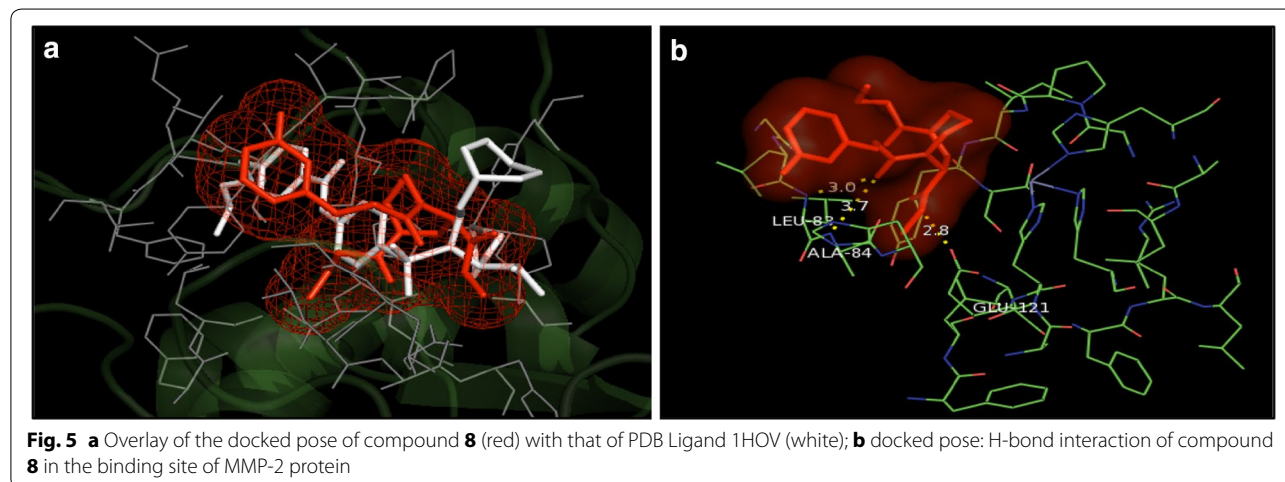 a
b
3.0
3.7
LEU-83
2.8
ALA-84
GLU-121
Fig. 5 a Overlay of the docked pose of compound 8 (red) with that of PDB Ligand 1HOV (white); b docked pose: H-bond interaction of compound
8 in the binding site of MMP-2 protein